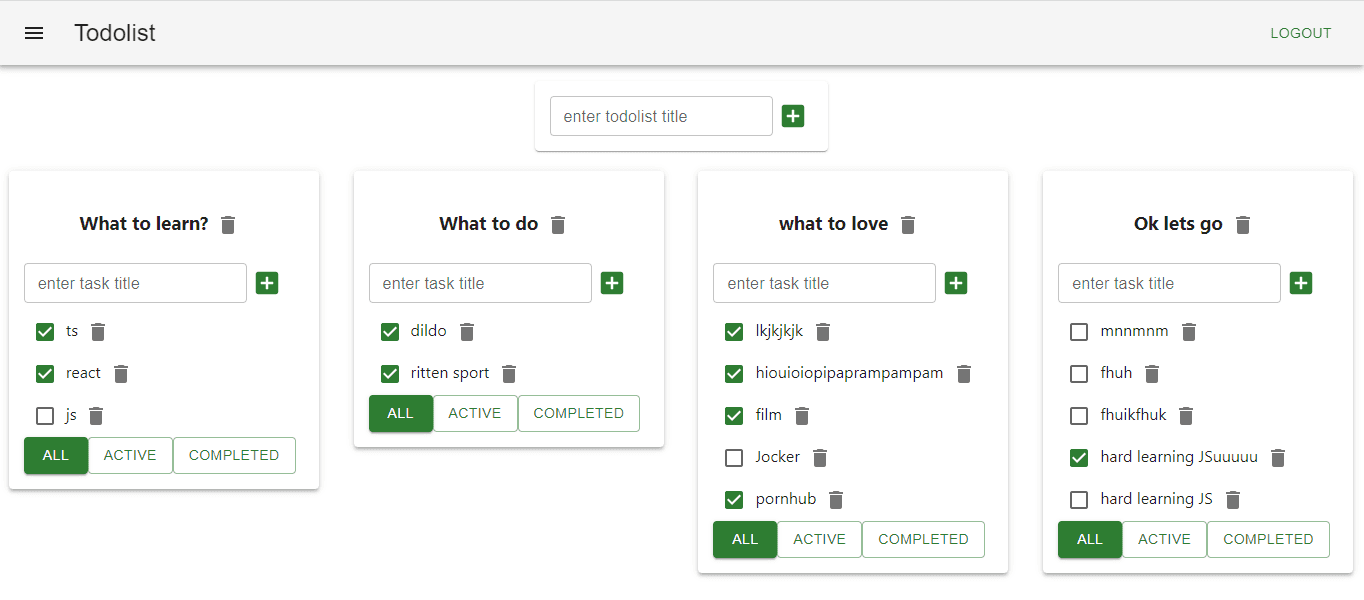 Todolist
LOGOUT
enter todolist title
What to learn?
enter task title
ts
react
js
ALL ACTIVE COMPLETED
What to do
enter task title
dildo
ritten sport
ALL ACTIVE COMPLETED
what to love
enter task title
lkjkjkjk
hiouioiopipaprampampam
film
Jocker
pornhub
ALL ACTIVE COMPLETED
Ok lets go
enter task title
mnnmnm
fhuh
fhuikfhuk
hard learning JSuuuuu
hard learning JS
ALL ACTIVE COMPLETED